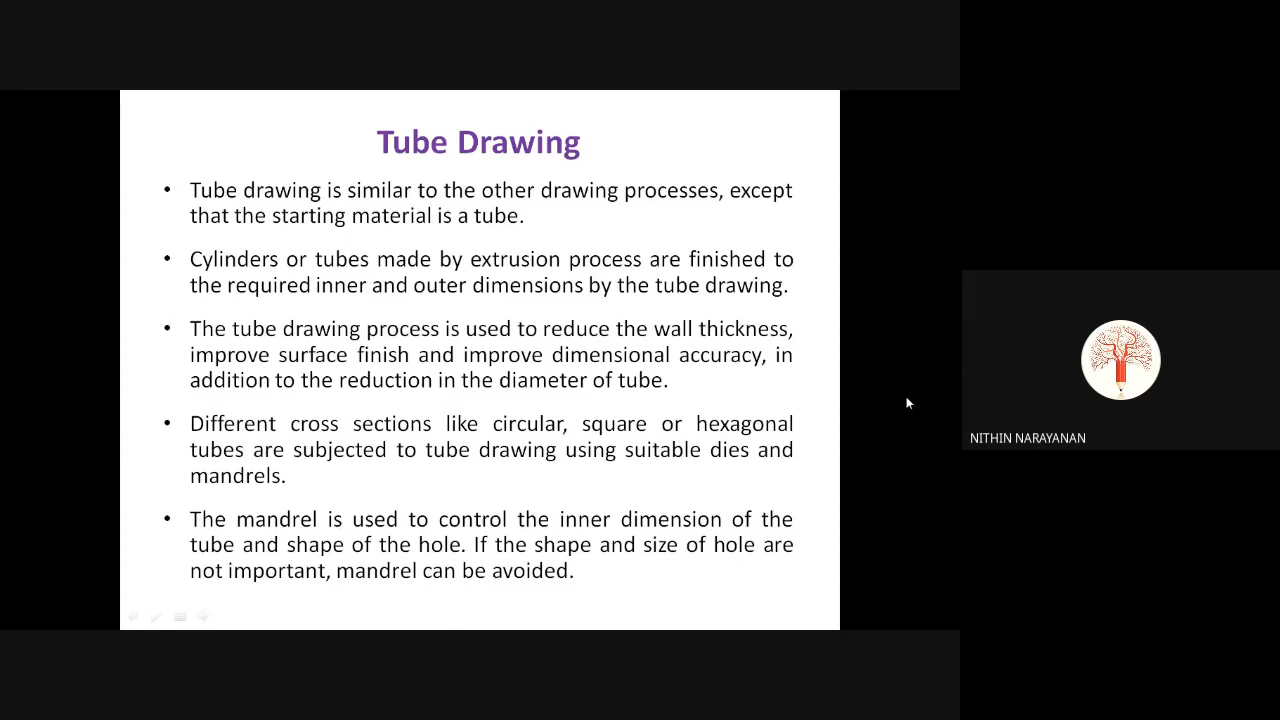 Tube Drawing
• Tube drawing is similar to the other drawing processes, except
that the starting material is a tube.
• Cylinders or tubes made by extrusion process are finished to
the required inner and outer dimensions by the tube drawing.
• The tube drawing process is used to reduce the wall thickness,
improve surface finish and improve dimensional accuracy, in
addition to the reduction in the diameter of tube.
• Different cross sections like circular, square or hexagonal
tubes are subjected to tube drawing using suitable dies and
mandrels.
• The mandrel is used to control the inner dimension of the
tube and shape of the hole. If the shape and size of hole are
not important, mandrel can be avoided.
NITHIN NARAYANAN